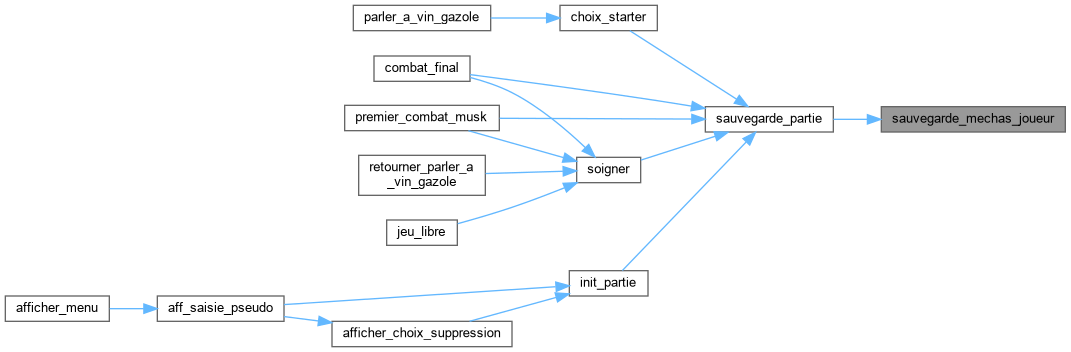 parler_a_vin_gazole
choix_starter
combat_final
premier_combat_musk
sauvegarde_partie
sauvegarde_mechas_joueur
retourner_parler_a
_vin_gazole
soigner
jeu_libre
init_partie
afficher_menu
aff_saisie_pseudo
afficher_choix_suppression